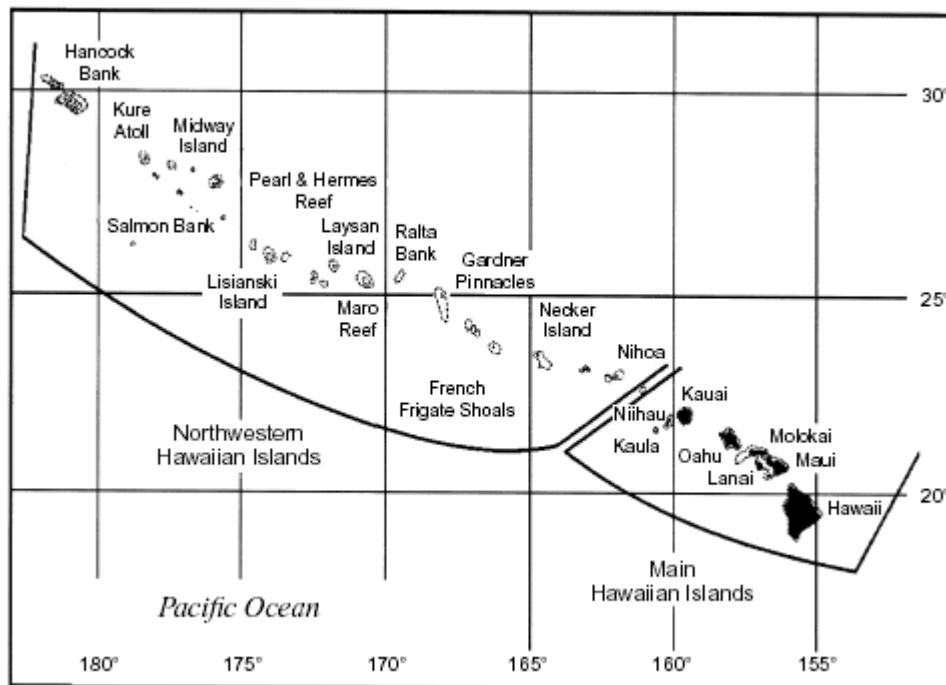 Hancock
Bank
30°
Kure
Atoll
Midway
Island
Pearl & Hermes
Reef
Salmon Bank
Laysan
Island
Ralta
Bank
Gardner
Pinnacles
Lisianski
Island
25°
Maro
Reef
Necker
Island
Nihoa
French
Frigate Shoals
Kauai
Niihau
Kaula
Northwestern
Hawaiian Islands
Oahu
Molokai
Lanai
Maui
20°
Hawaii
Main
Hawaiian Islands
Pacific Ocean
180°
175°
170°
165°
160°
155°